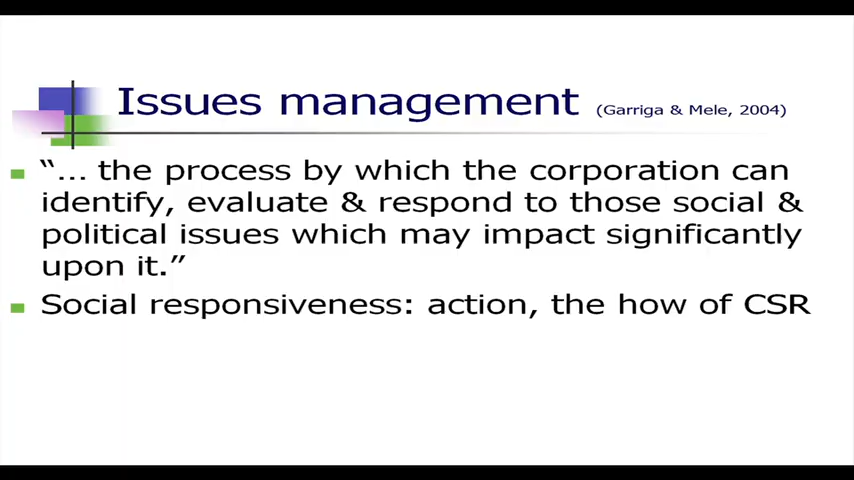 Issues management (Garriga & Mele, 2004)
“... the process by which the corporation can
identify, evaluate & respond to those social &
political issues which may impact significantly
upon it.”
Social responsiveness: action, the how of CSR